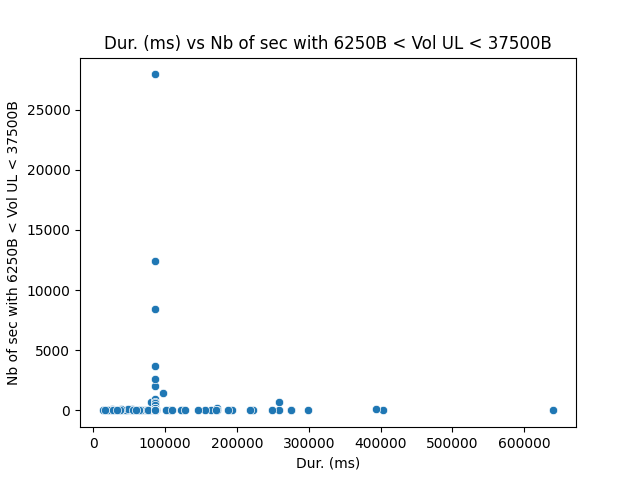 Dur. (ms) vs Nb of sec with 6250B < Vol UL < 37500B
Nb of sec with 6250B < Vol UL < 37500B
25000
20000
15000
10000
5000
0
0 100000 200000 300000 400000 500000 600000
Dur. (ms)